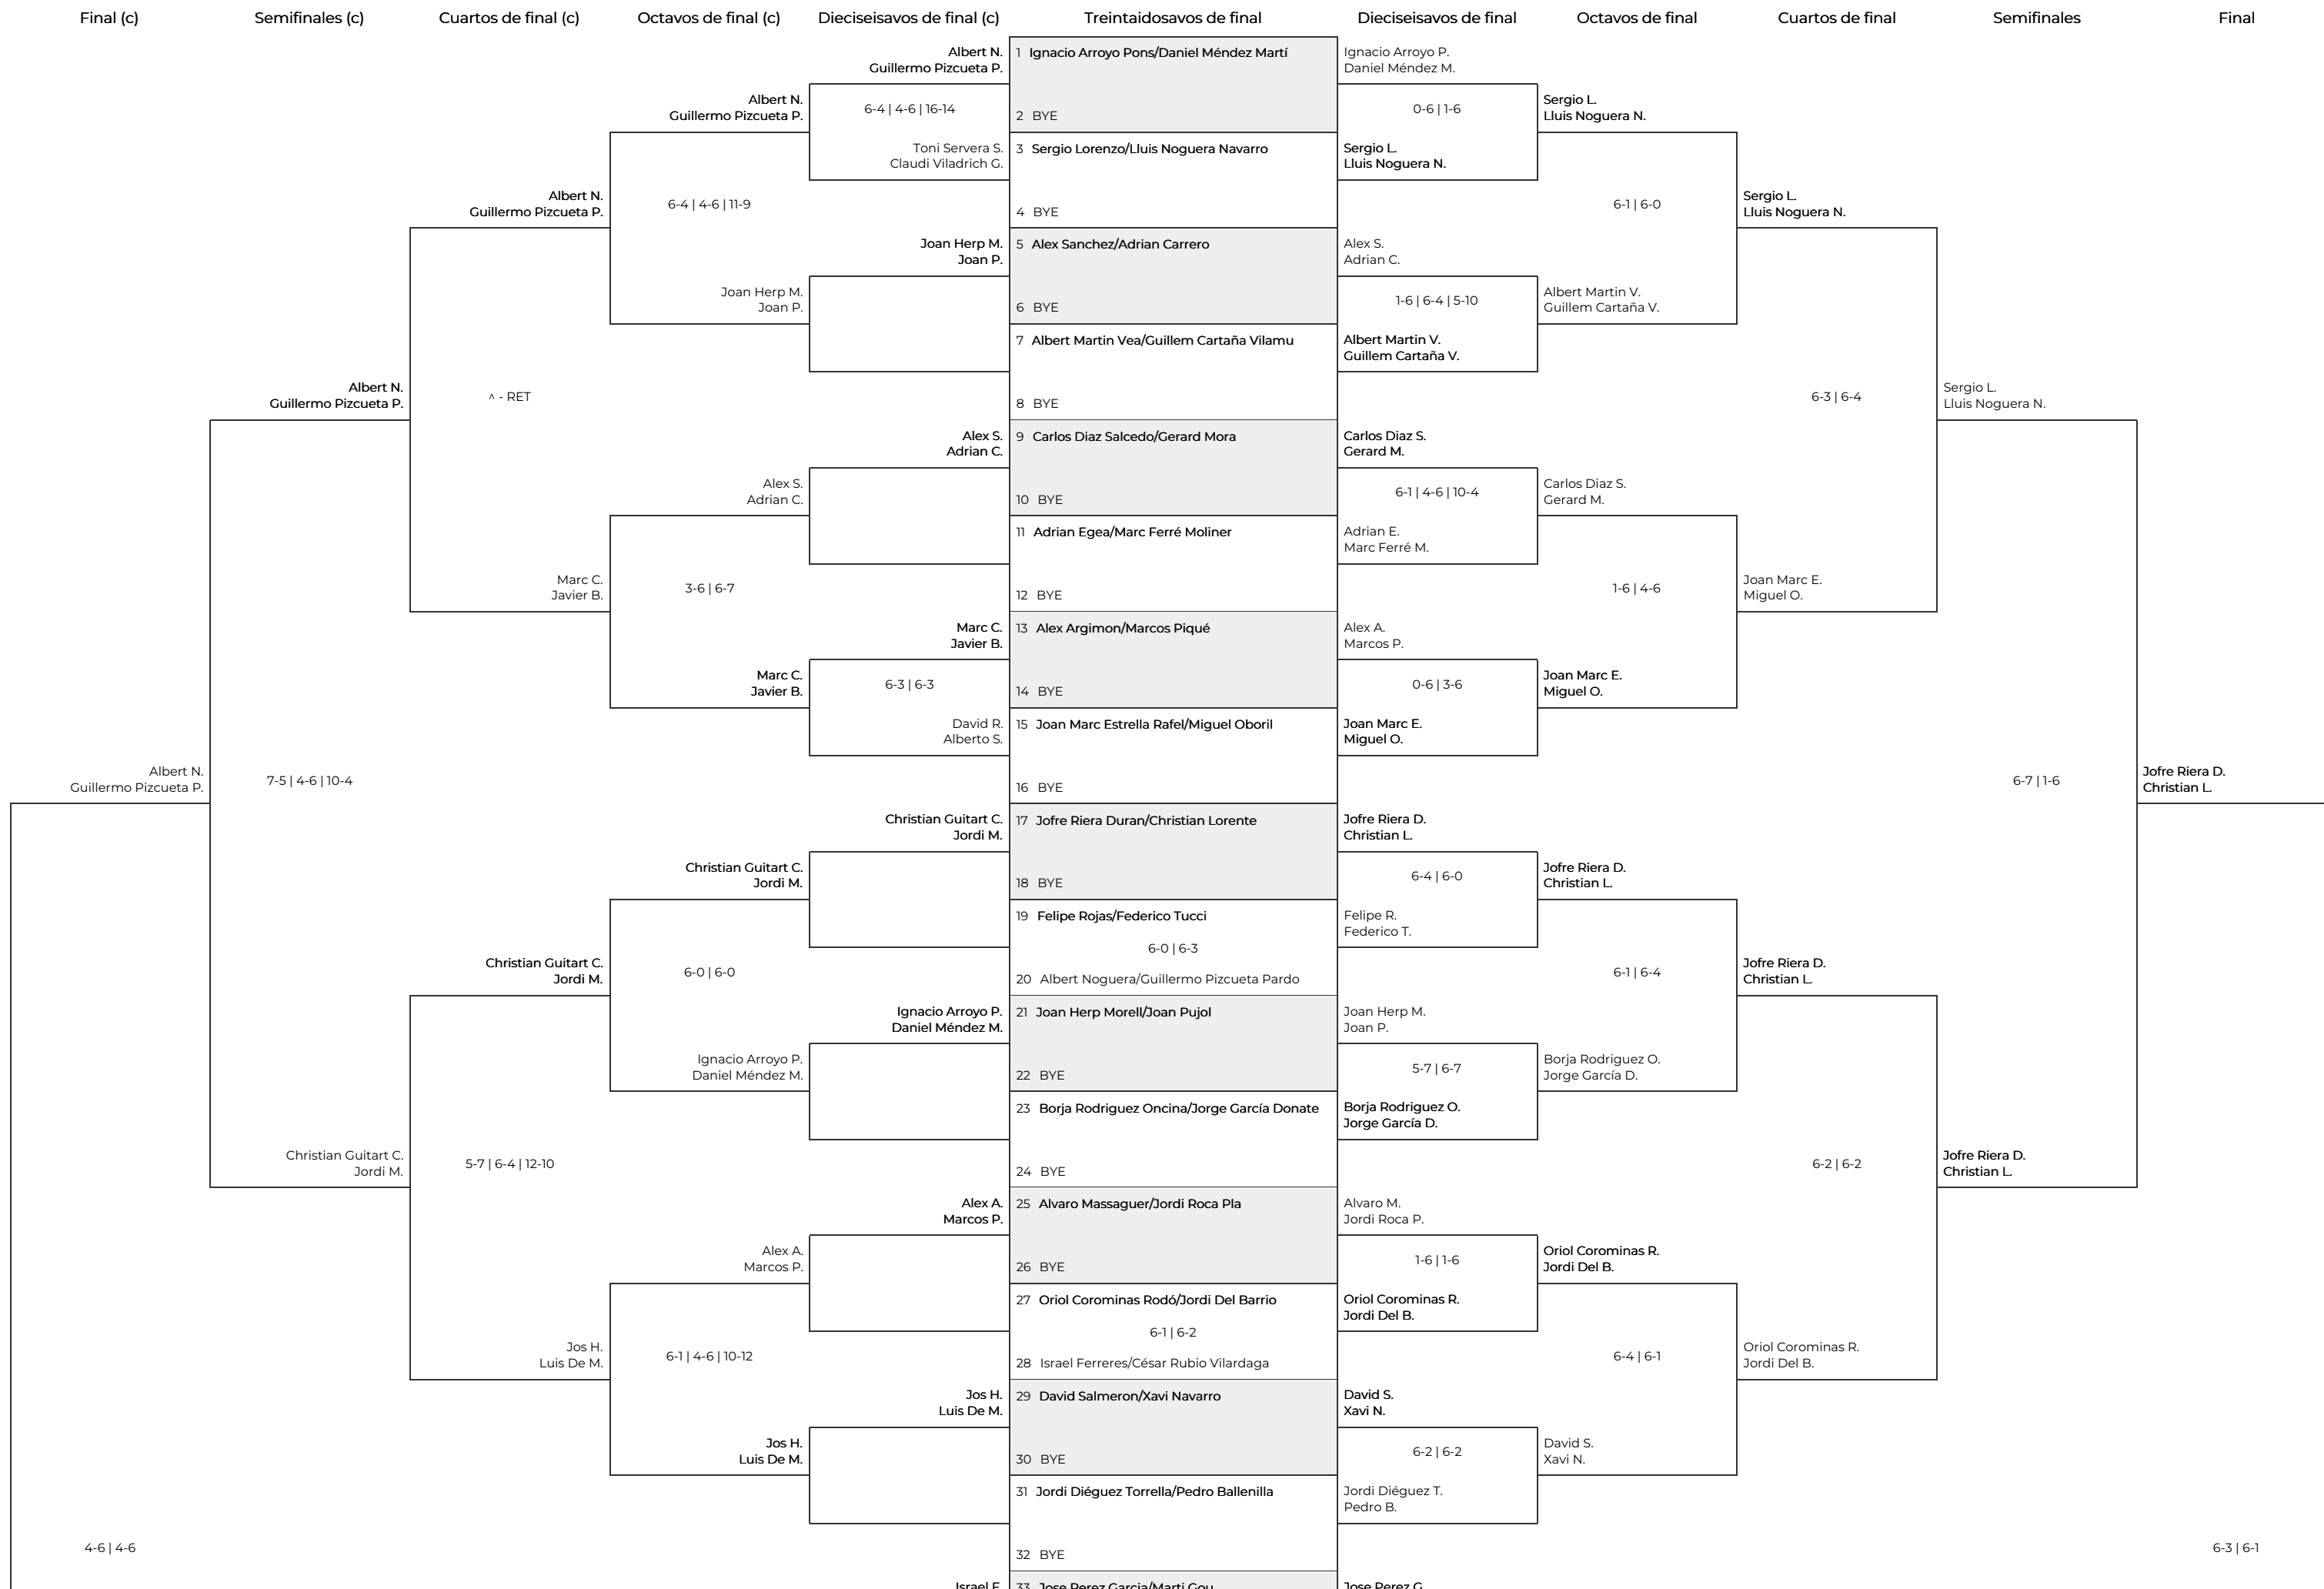 Final (c)
Semifinales (c)
Cuartos de final (c)
Octavos de final (c)
Dieciseisavos de final (c)
Treintaidosavos de final
Dieciseisavos de final
Octavos de final
Cuartos de final
Semifinales
Final
Albert N.
Guillermo Pizcueta P.
4-6 | 4-6
Albert N.
Guillermo Pizcueta P.
7-5 | 4-6 | 10-4
Christian Guitart C.
Jordi M.
Albert N.
Guillermo Pizcueta P.
^ - RET
Marc C.
Javier B.
Christian Guitart C.
Jordi M.
5-7 | 6-4 | 12-10
Jos H.
Luis De M.
Albert N.
Guillermo Pizcueta P.
6-4 | 4-6 | 11-9
Joan Herp M.
Joan P.
Alex S.
Adrian C.
3-6 | 6-7
Marc C.
Javier B.
Christian Guitart C.
Jordi M.
6-0 | 6-0
Ignacio Arroyo P.
Daniel Méndez M.
Alex A.
Marcos P.
6-1 | 4-6 | 10-12
Jos H.
Luis De M.
Albert N.
Guillermo Pizcueta P.
6-4 | 4-6 | 16-14
Toni Servera S.
Claudi Viladrich G.
Joan Herp M.
Joan P.
Alex S.
Adrian C.
Marc C.
Javier B.
6-3 | 6-3
David R.
Alberto S.
Christian Guitart C.
Jordi M.
Ignacio Arroyo P.
Daniel Méndez M.
Alex A.
Marcos P.
Jos H.
Luis De M.
Israel F.
1 Ignacio Arroyo Pons/Daniel Méndez Martí
2 BYE
3 Sergio Lorenzo/Lluis Noguera Navarro
4 BYE
5 Alex Sanchez/Adrian Carrero
6 BYE
7 Albert Martin Vea/Guillem Cartaña Vilamu
8 BYE
9 Carlos Diaz Salcedo/Gerard Mora
10 BYE
11 Adrian Egea/Marc Ferré Moliner
12 BYE
13 Alex Argimon/Marcos Piqué
14 BYE
15 Joan Marc Estrella Rafel/Miguel Oboril
16 BYE
17 Jofre Riera Duran/Christian Lorente
18 BYE
19 Felipe Rojas/Federico Tucci
6-0 | 6-3
20 Albert Noguera/Guillermo Pizcueta Pardo
21 Joan Herp Morell/Joan Pujol
22 BYE
23 Borja Rodriguez Oncina/Jorge García Donate
24 BYE
25 Alvaro Massaguer/Jordi Roca Pla
26 BYE
27 Oriol Corominas Rodó/Jordi Del Barrio
6-1 | 6-2
28 Israel Ferreres/César Rubio Vilardaga
29 David Salmeron/Xavi Navarro
30 BYE
31 Jordi Diéguez Torrella/Pedro Ballenilla
32 BYE
33 Jose Perez Garcia/Marti Gou
Ignacio Arroyo P.
Daniel Méndez M.
0-6 | 1-6
Sergio L.
Lluis Noguera N.
Alex S.
Adrian C.
1-6 | 6-4 | 5-10
Albert Martin V.
Guillem Cartaña V.
Carlos Diaz S.
Gerard M.
6-1 | 4-6 | 10-4
Adrian E.
Marc Ferré M.
Alex A.
Marcos P.
0-6 | 3-6
Joan Marc E.
Miguel O.
Jofre Riera D.
Christian L.
6-4 | 6-0
Felipe R.
Federico T.
Joan Herp M.
Joan P.
5-7 | 6-7
Borja Rodriguez O.
Jorge García D.
Alvaro M.
Jordi Roca P.
1-6 | 1-6
Oriol Corominas R.
Jordi Del B.
David S.
Xavi N.
6-2 | 6-2
Jordi Diéguez T.
Pedro B.
Jose Perez G.
Sergio L.
Lluis Noguera N.
6-1 | 6-0
Albert Martin V.
Guillem Cartaña V.
Carlos Diaz S.
Gerard M.
1-6 | 4-6
Joan Marc E.
Miguel O.
Jofre Riera D.
Christian L.
6-1 | 6-4
Borja Rodriguez O.
Jorge García D.
Oriol Corominas R.
Jordi Del B.
6-4 | 6-1
David S.
Xavi N.
Sergio L.
Lluis Noguera N.
6-3 | 6-4
Joan Marc E.
Miguel O.
Jofre Riera D.
Christian L.
6-2 | 6-2
Oriol Corominas R.
Jordi Del B.
Sergio L.
Lluis Noguera N.
6-7 | 1-6
Jofre Riera D.
Christian L.
Jofre Riera D.
Christian L.
6-3 | 6-1